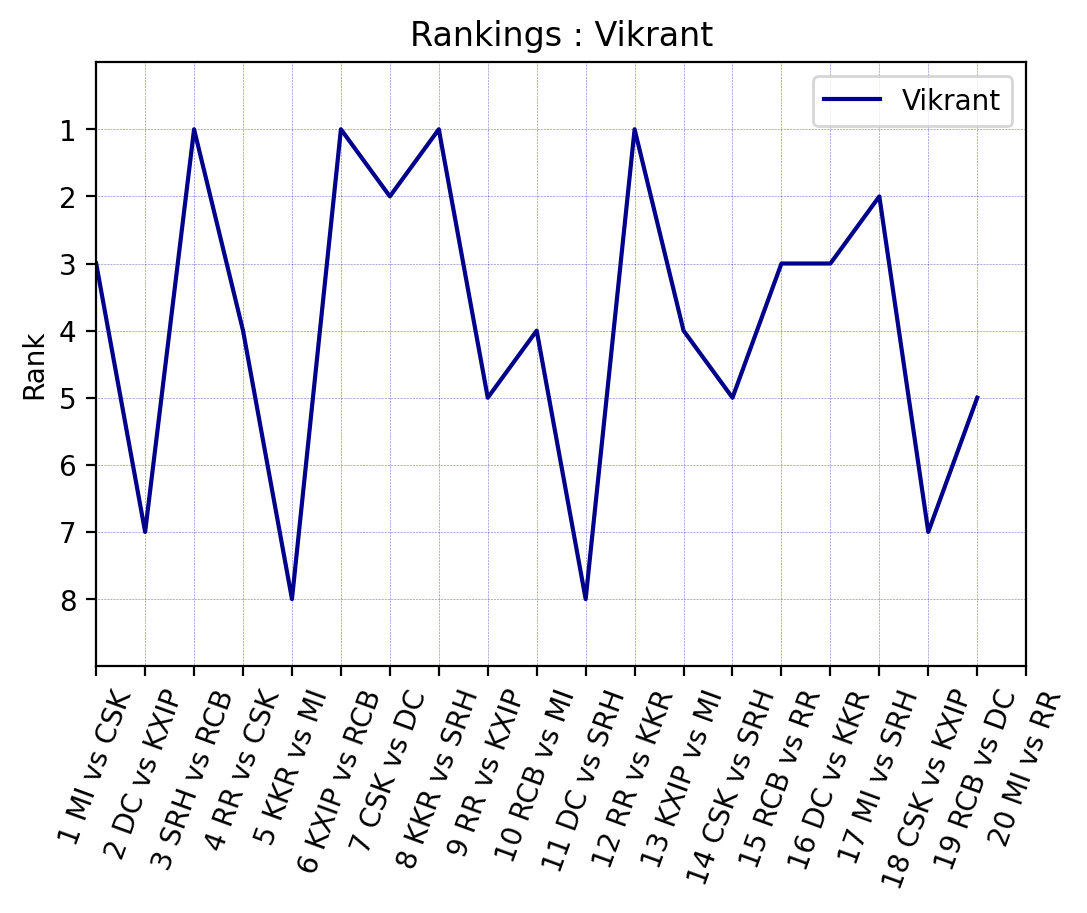 Rankings : Vikrant
Vikrant
Rank
1
2
3
4
5
6
7
8
1 MI vs CSK
2 DC vs KXIP
3 SRH vs RCB
4 RR vs CSK
5 KKR vs MI
6 KXIP vs RCB
7 CSK vs DC
8 KKR vs SRH
9 RR vs KXIP
10 RCB vs MI
11 DC vs SRH
12 RR vs KKR
13 KXIP vs MI
14 CSK vs SRH
15 RCB vs RR
16 DC vs KKR
17 MI vs SRH
18 CSK vs KXIP
19 RCB vs DC
20 MI vs RR